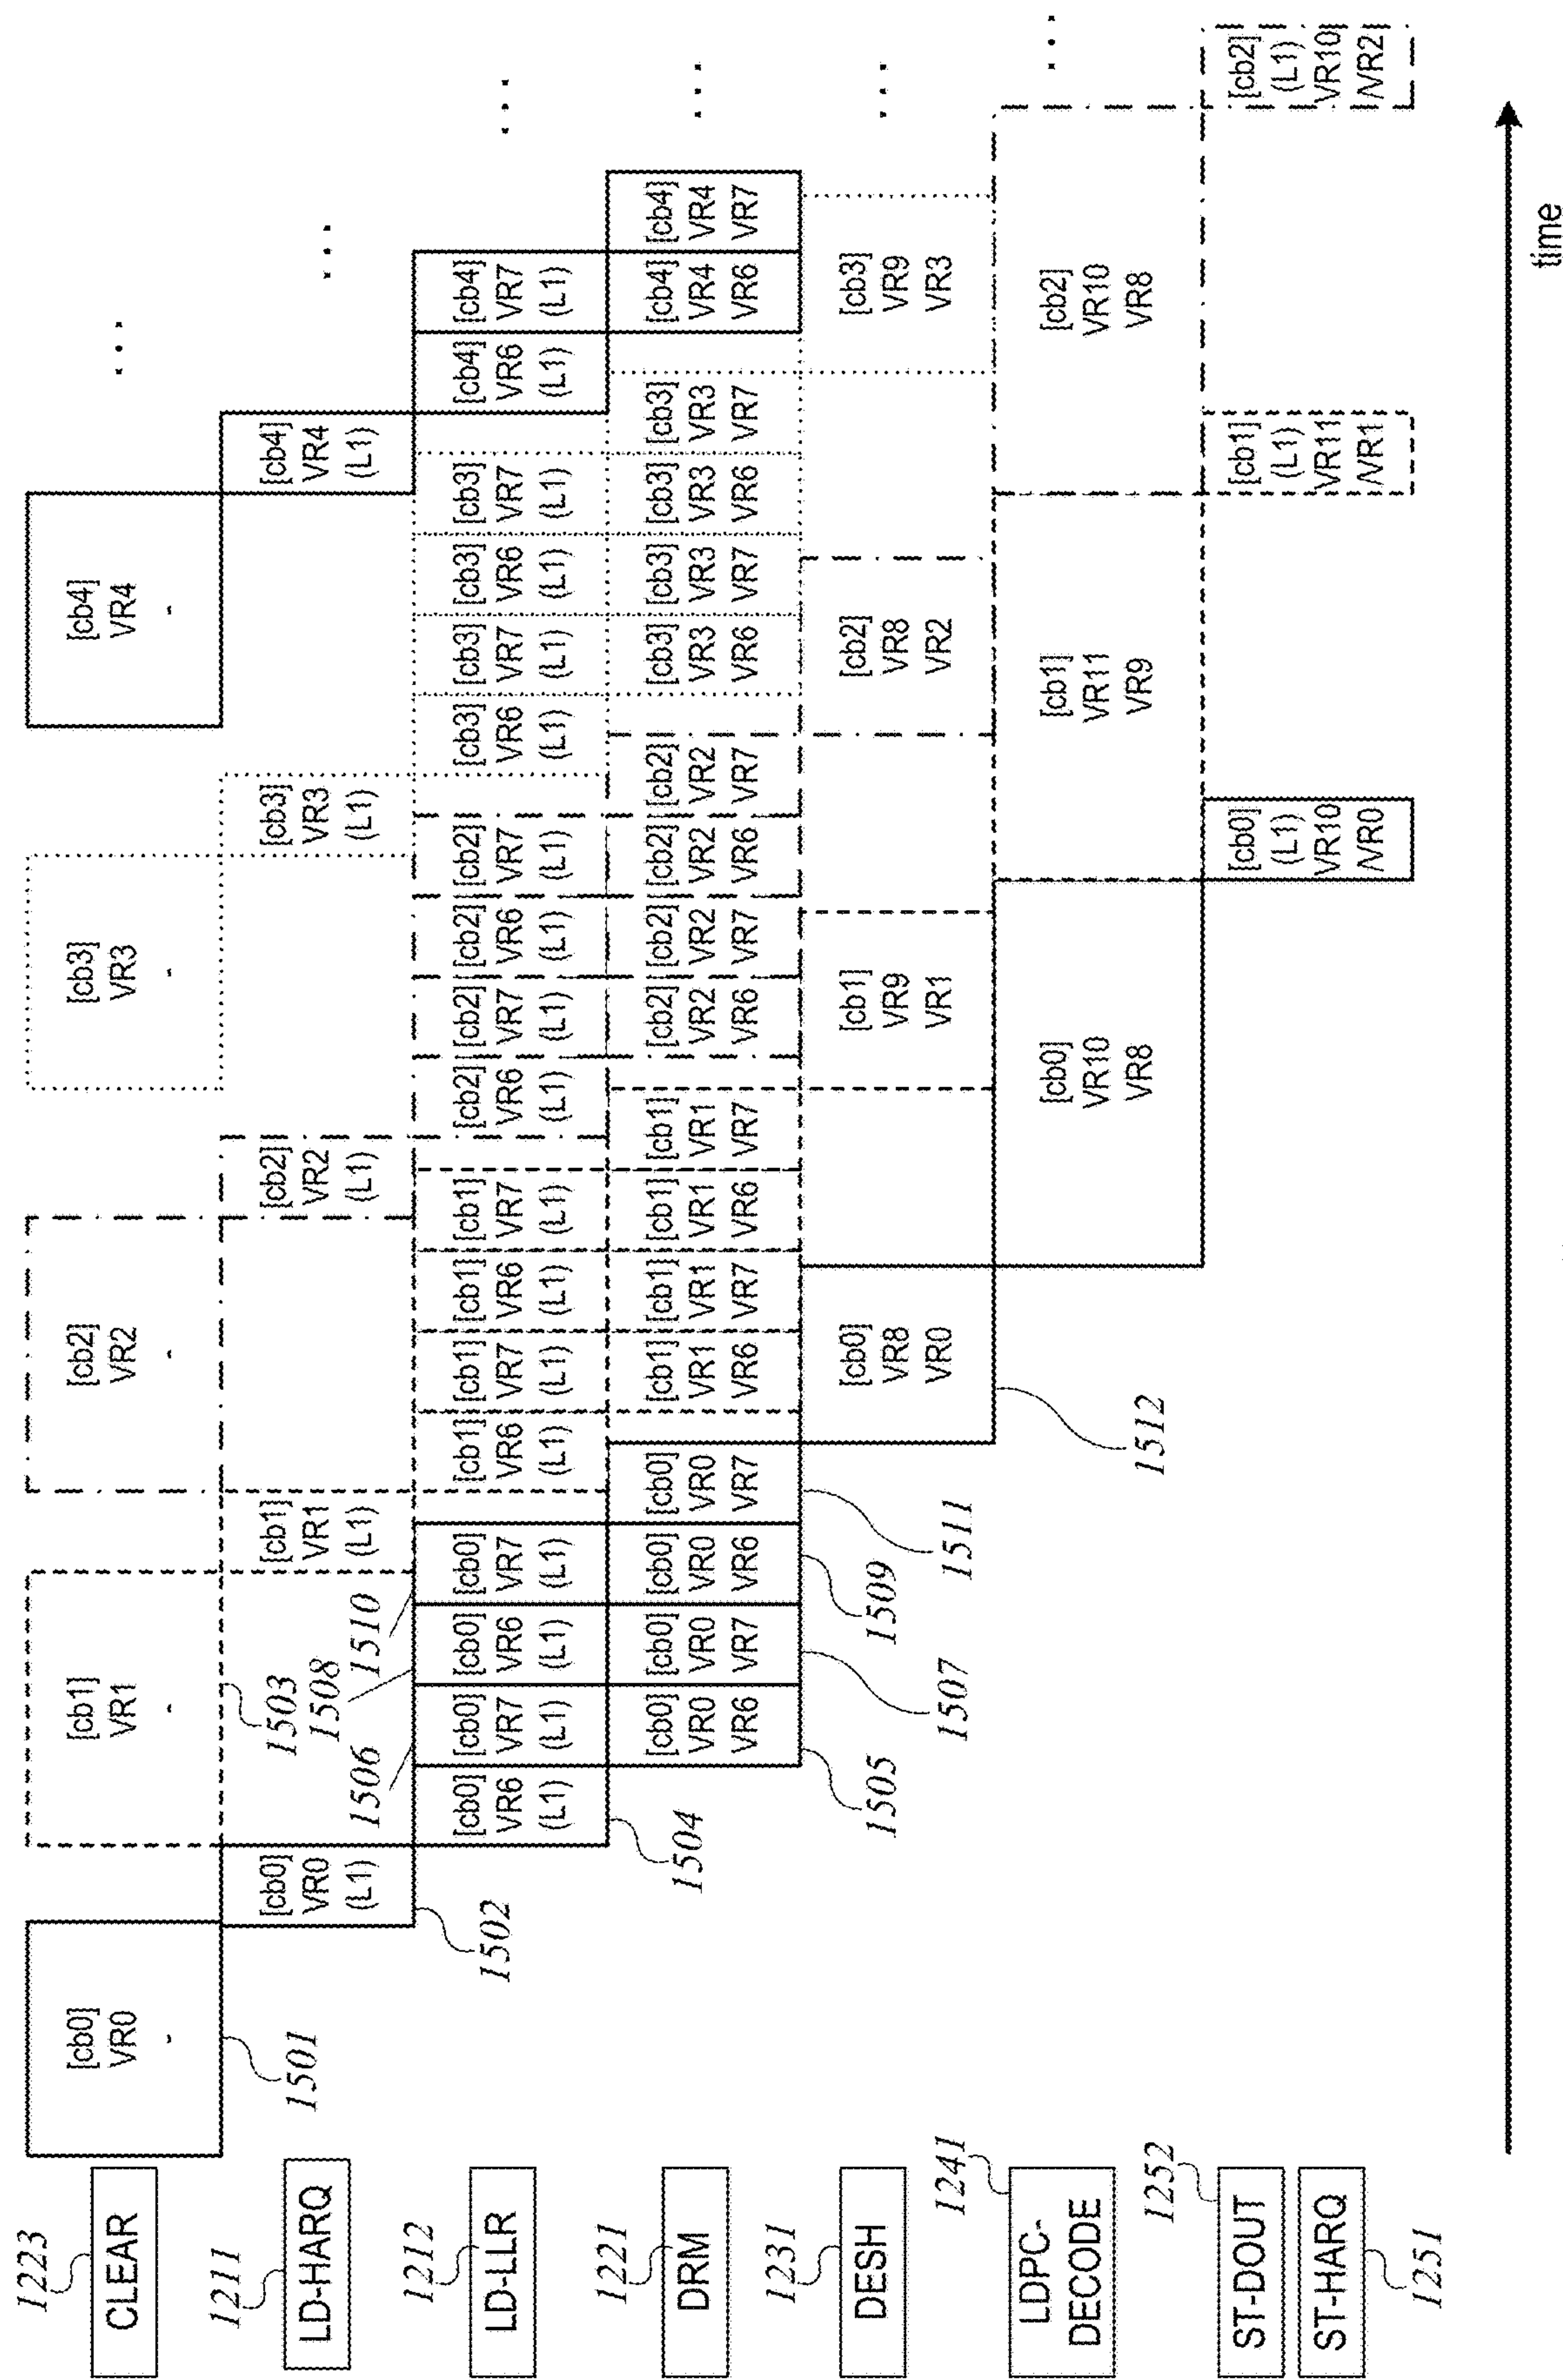 1223
CLEAR
[cb0]
VR0
-
1501
[cb1]
VR1
-
1503
[cb2]
VR2
-
[cb3]
VR3
-
[cb4]
VR4
-
...
1211
LD-HARQ
[cb0]
VR0
(L1)
1502
[cb1]
VR1
(L1)
[cb2]
VR2
(L1)
[cb3]
VR3
(L1)
[cb4]
VR4
(L1)
...
1506
1508
1510
1212
LD-LLR
[cb0]
VR6
(L1)
1504
[cb0]
VR7
(L1)
[cb0]
VR6
(L1)
[cb0]
VR7
(L1)
[cb1]
VR6
(L1)
[cb1]
VR7
(L1)
[cb1]
VR6
(L1)
[cb1]
VR7
(L1)
[cb2]
VR6
(L1)
[cb2]
VR7
(L1)
[cb2]
VR6
(L1)
[cb2]
VR7
(L1)
[cb3]
VR6
(L1)
[cb3]
VR7
(L1)
[cb3]
VR6
(L1)
[cb3]
VR7
(L1)
[cb4]
VR6
(L1)
[cb4]
VR7
(L1)
...
1221
DRM
[cb0]
VR0
VR6
1505
[cb0]
VR0
VR7
1507
[cb0]
VR0
VR6
1509
[cb0]
VR0
VR7
1511
[cb1]
VR1
VR6
[cb1]
VR1
VR7
[cb1]
VR1
VR6
[cb1]
VR1
VR7
[cb2]
VR2
VR6
[cb2]
VR2
VR7
[cb2]
VR2
VR6
[cb2]
VR2
VR7
[cb3]
VR3
VR6
[cb3]
VR3
VR7
[cb3]
VR3
VR6
[cb3]
VR3
VR7
[cb4]
VR4
VR6
[cb4]
VR4
VR7
...
1231
DESH
[cb0]
VR8
VR0
1512
[cb1]
VR9
VR1
[cb2]
VR8
VR2
[cb3]
VR9
VR3
...
1241
LDPC-
DECODE
[cb0]
VR10
VR8
[cb1]
VR11
VR9
[cb2]
VR10
VR8
...
1252
ST-DOUT
ST-HARQ
1251
[cb0]
(L1)
VR10
/VR0
[cb1]
(L1)
VR11
/VR1
[cb2]
(L1)
VR10
/VR2
time